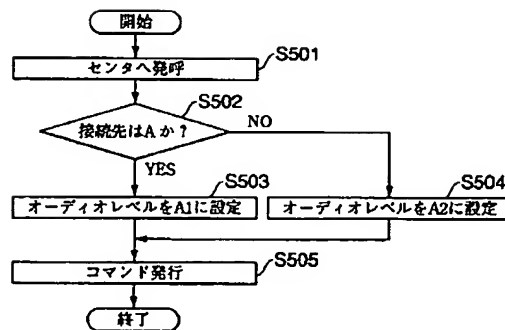 開始
センタへ発呼
S501
S502
接続先はAか?
NO
YES
S503
S504
オーディオレベルをA1に設定
オーディオレベルをA2に設定
S505
コマンド発行
終了